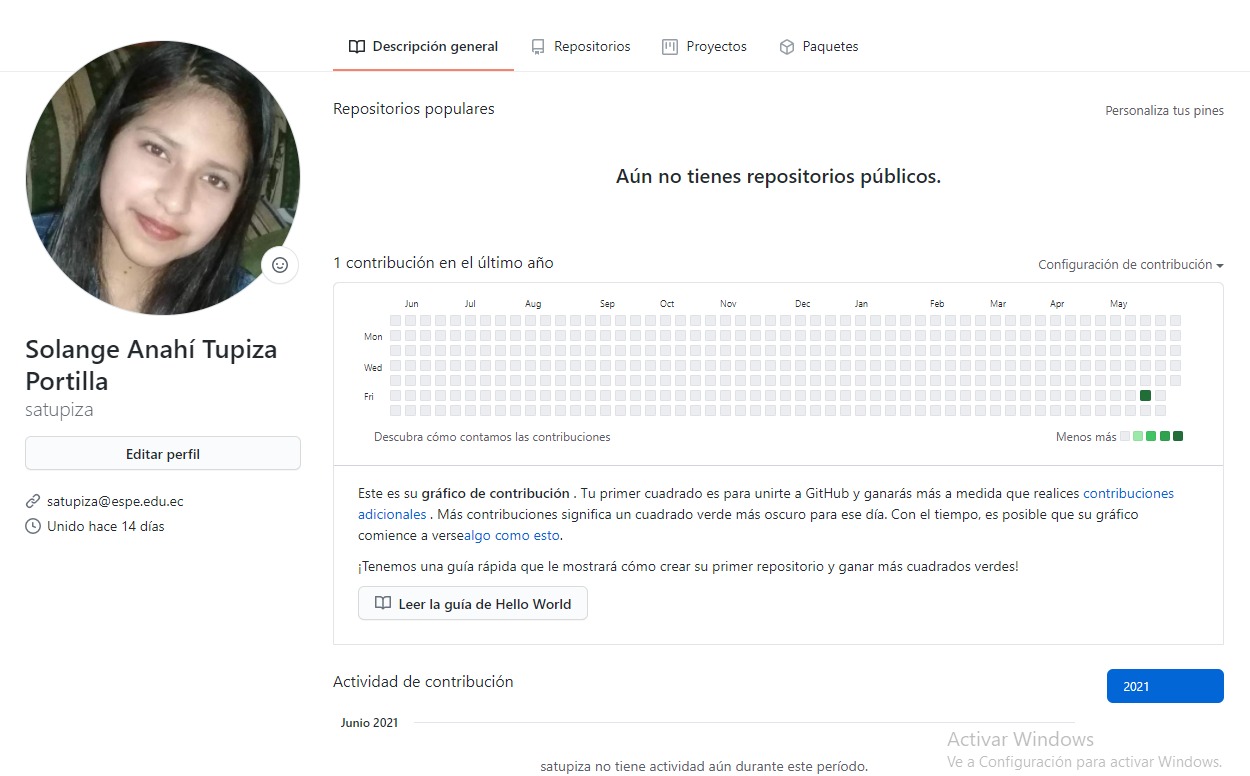 Descripción general
Repositorios
Proyectos
Paquetes
Repositorios populares
Personaliza tus pines
Aún no tienes repositorios públicos.
1 contribución en el último año
Configuración de contribución
Jun Jul Aug Sep Oct Nov Dec Jan Feb Mar Apr May
Mon
Wed
Fri
Descubra cómo contamos las contribuciones
Menos más
Solange Anahí Tupiza
Portilla
satupiza
Editar perfil
satupiza@espe.edu.ec
Unido hace 14 días
Este es su gráfico de contribución . Tu primer cuadrado es para unirte a GitHub y ganarás más a medida que realices contribuciones
adicionales . Más contribuciones significa un cuadrado verde más oscuro para ese día. Con el tiempo, es posible que su gráfico
comience a versealgo como esto.
¡Tenemos una guía rápida que le mostrará cómo crear su primer repositorio y ganar más cuadrados verdes!
Leer la guía de Hello World
Actividad de contribución
2021
Junio 2021
satupiza no tiene actividad aún durante este período.
Activar Windows
Ve a Configuración para activar Windows.